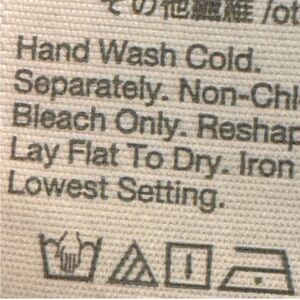 その他繊維 /ot
Hand Wash Cold.
Separately. Non-Chl
Bleach Only. Reshap
Lay Flat To Dry. Iron
Lowest Setting.